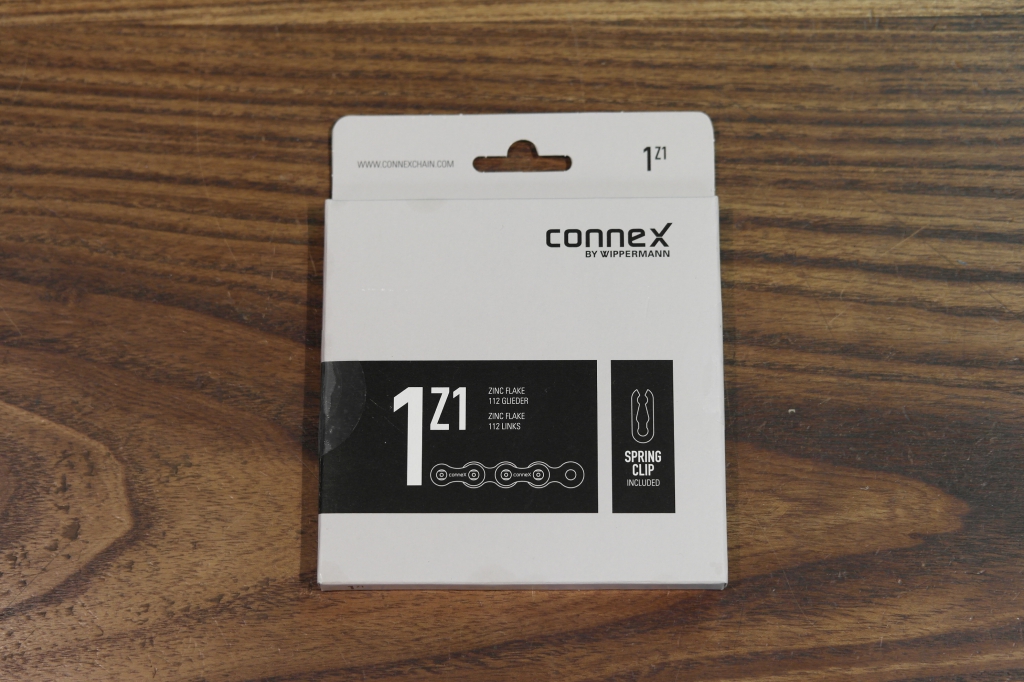 WWW.CONNEXCHAIN.COM
1Z1
conneX
BY WIPPERMANN
1Z1
ZINC FLAKE
112 GLIEDER
ZINC FLAKE
112 LINKS
conneX
conneX
SPRING
CLIP
INCLUDED